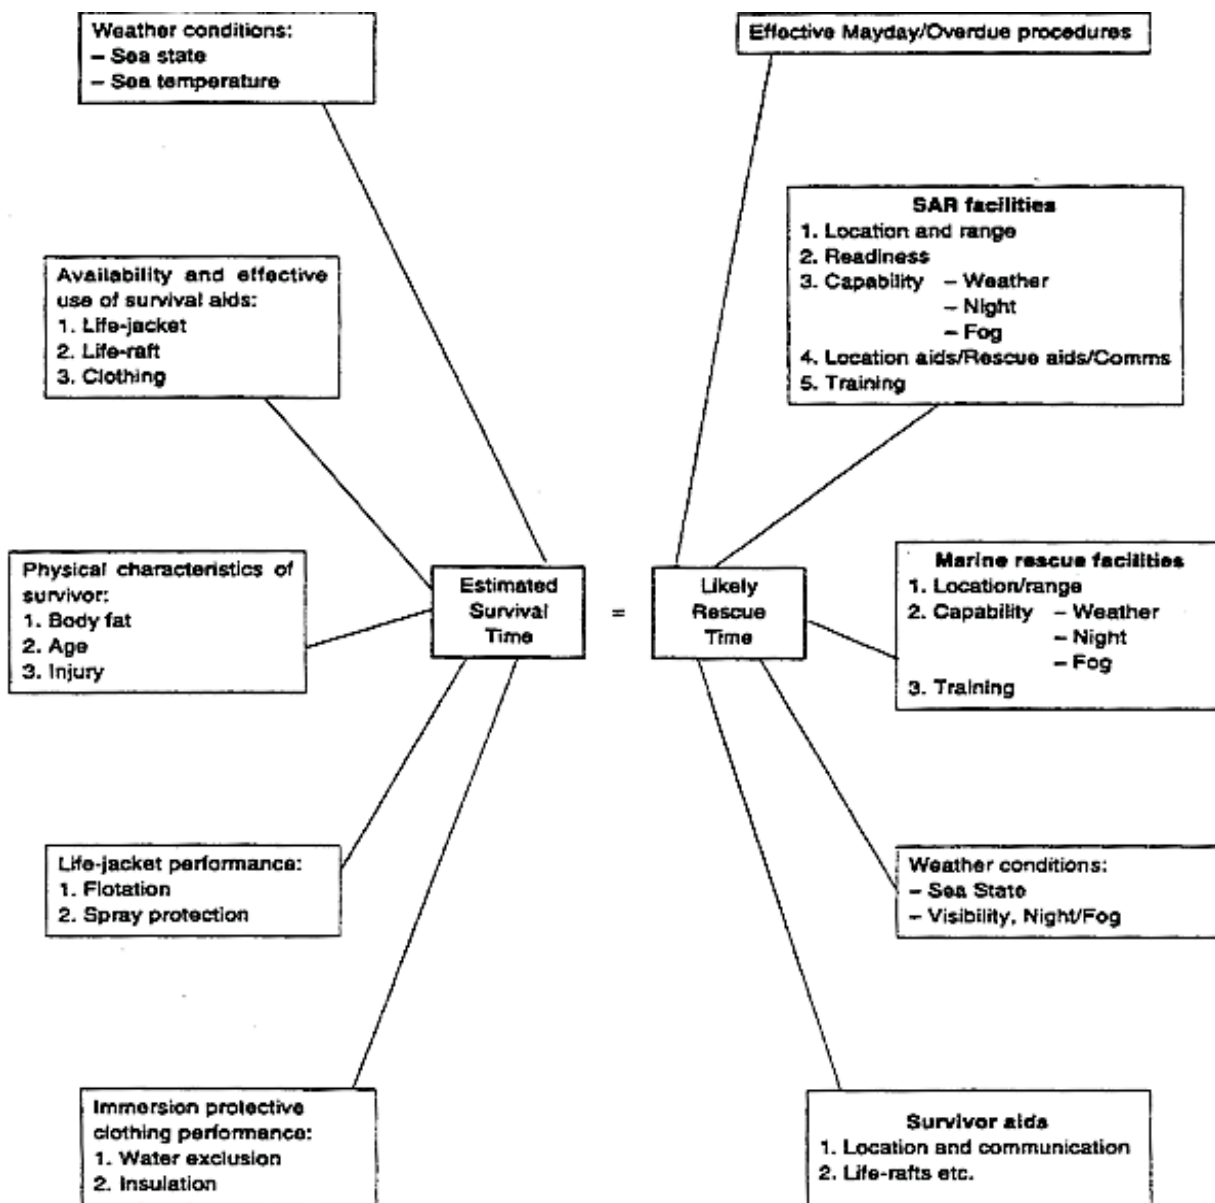 Weather conditions:
– Sea state
– Sea temperature
Effective Mayday/Overdue procedures
SAR facilities
1. Location and range
2. Readiness
3. Capability – Weather
– Night
– Fog
4. Location aids/Rescue aids/Comms
5. Training
Availability and effective
use of survival aids:
1. Life-jacket
2. Life-raft
3. Clothing
Physical characteristics of
survivor:
1. Body fat
2. Age
3. Injury
Estimated
Survival
Time
=
Likely
Rescue
Time
Marine rescue facilities
1. Location/range
2. Capability – Weather
– Night
– Fog
3. Training
Life-jacket performance:
1. Flotation
2. Spray protection
Weather conditions:
– Sea State
– Visibility, Night/Fog
Immersion protective
clothing performance:
1. Water exclusion
2. Insulation
Survivor aids
1. Location and communication
2. Life-rafts etc.